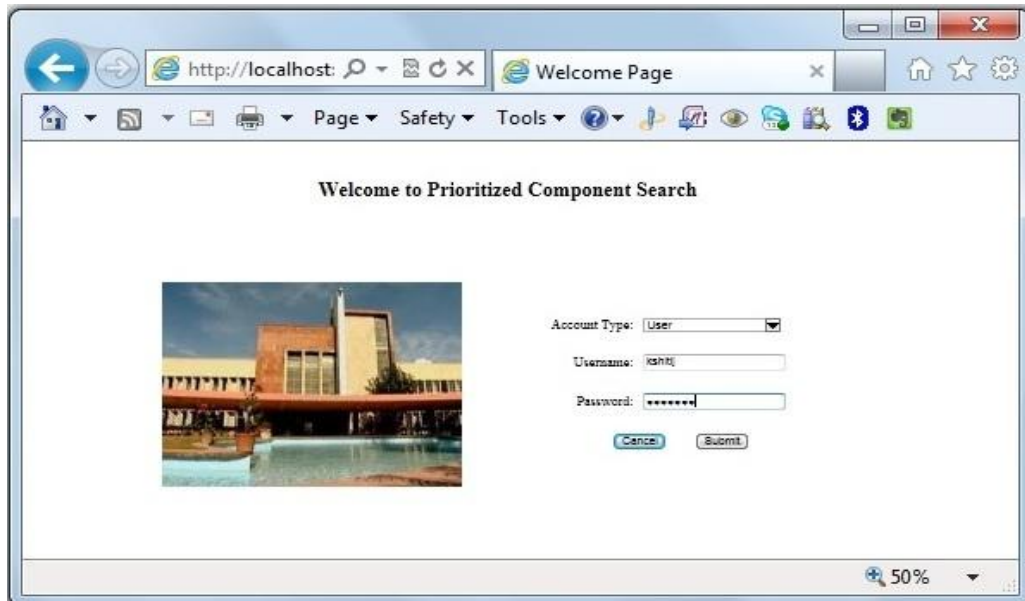 http://localhost:
Welcome Page
Page
Safety
Tools
Welcome to Prioritized Component Search
Account Type: User
Username: kshitij
Password: •••••••
Cancel Submit
50%